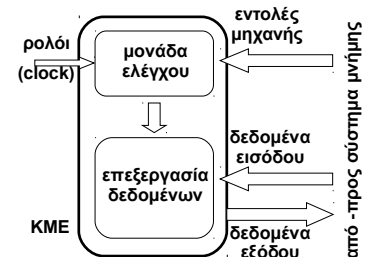 εντολές
μηχανής
ρολόι
(clock)
μονάδα
ελέγχου
δεδομένα
εισόδου
επεξεργασία
δεδομένων
ΚΜΕ
δεδομένα
εξόδου
από -προς σύστημα μνήμης